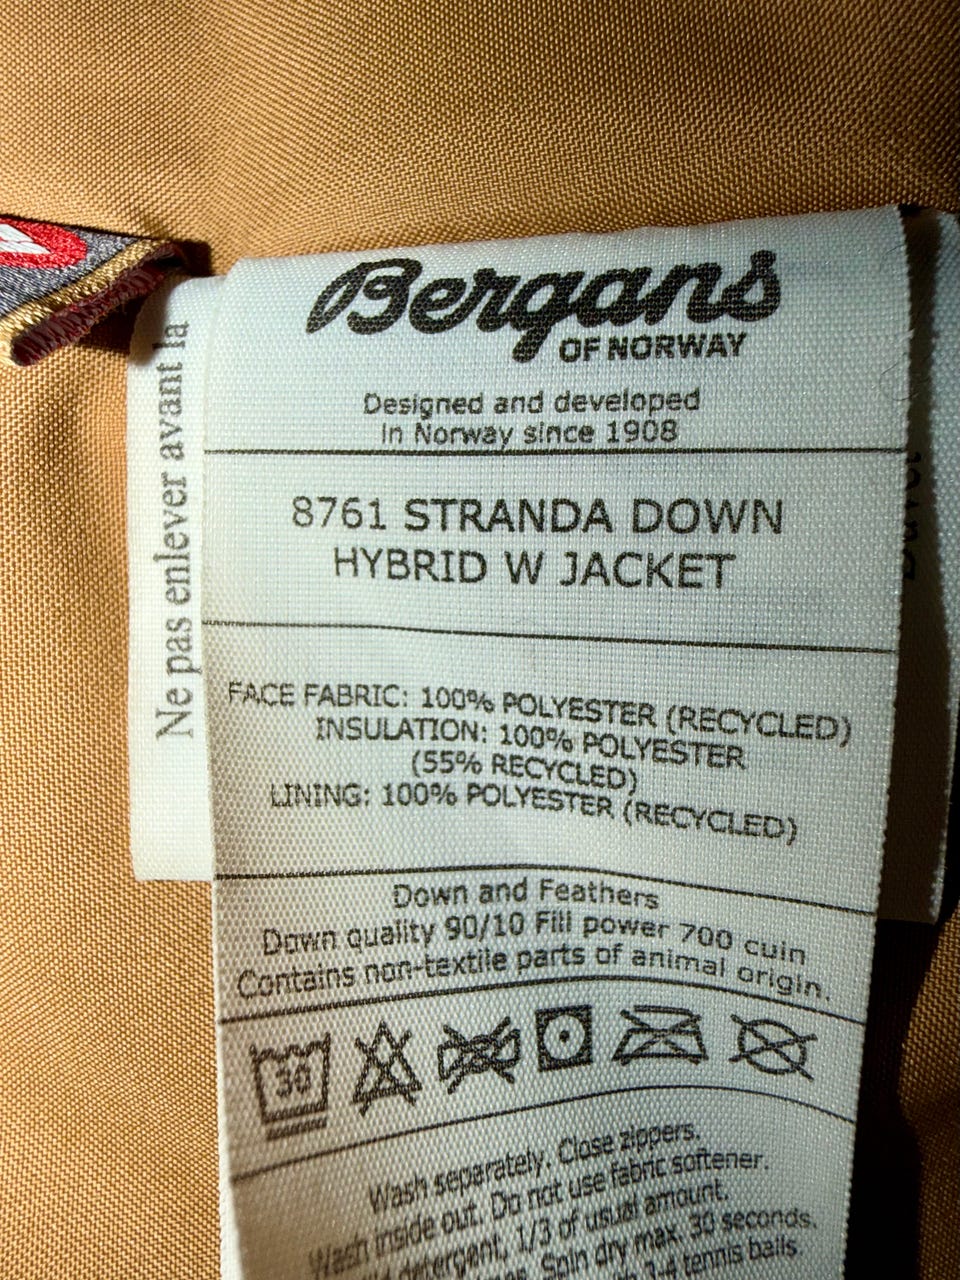 Ne pas enlever avant la
Bergans
OF NORWAY
Designed and developed
in Norway since 1908
8761 STRANDA DOWN
HYBRID W JACKET
FACE FABRIC: 100% POLYESTER (RECYCLED)
INSULATION: 100% POLYESTER
(55% RECYCLED)
LINING: 100% POLYESTER (RECYCLED)
Down and Feathers
Down quality 90/10 Fill power 700 cuin
Contains non-textile parts of animal origin.
30
Wash separately. Close zippers.
Wash inside out. Do not use fabric softener.
detergent, 1/3 of usual amount.
Spin dry max. 30 seconds.
3-4 tennis balls.